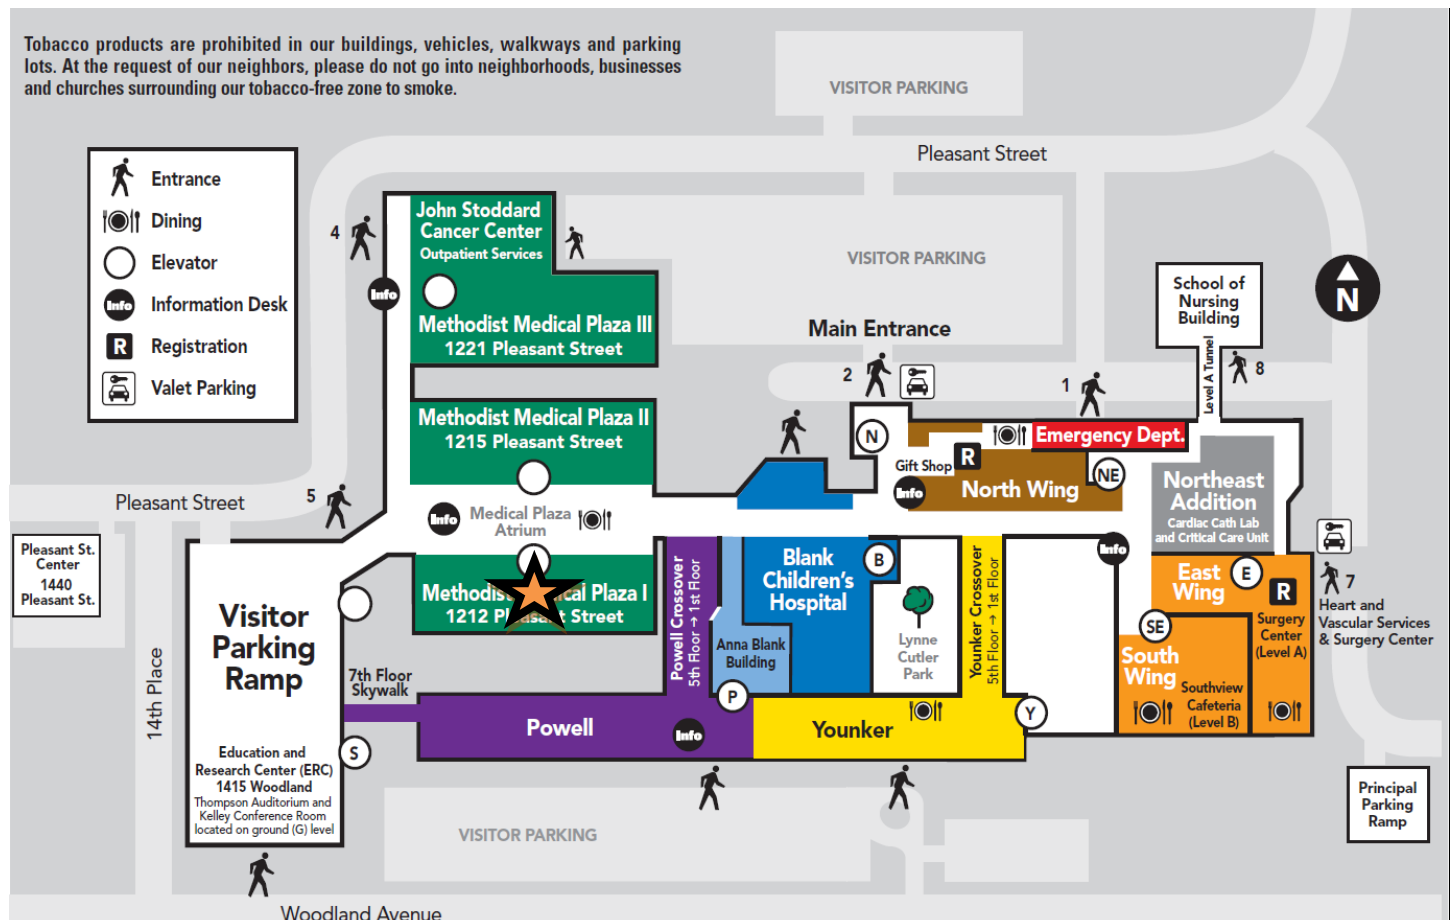 Tobacco products are prohibited in our buildings, vehicles, walkways and parking
lots. At the request of our neighbors, please do not go into neighborhoods, businesses
and churches surrounding our tobacco-free zone to smoke.
VISITOR PARKING
Pleasant Street
Entrance
Dining
Elevator
Info
Information Desk
R
Registration
Valet Parking
4
Info
John Stoddard
Cancer Center
Outpatient Services
Methodist Medical Plaza III
1221 Pleasant Street
VISITOR PARKING
Main Entrance
2
1
School of
Nursing
Building
Level A Tunnel
8
N
Methodist Medical Plaza II
1215 Pleasant Street
N
Gift Shop
R
Info
Emergency Dept.
North Wing
NE
Northeast
Addition
Cardiac Cath Lab
and Critical Care Unit
Pleasant Street
5
Info
Medical Plaza
Atrium
Pleasant St.
Center
1440
Pleasant St.
Methodist Medical Plaza I
1212 Pleasant Street
Powell Crossover
5th Floor → 1st Floor
Blank
Children's
Hospital
B
Anna Blank
Building
Lynne
Cutler
Park
Younker Crossover
5th Floor → 1st Floor
Info
East
Wing
E
R
7
Heart and
Vascular Services
& Surgery Center
Surgery
Center
(Level A)
SE
South
Wing
Southview
Cafeteria
(Level B)
Visitor
Parking
Ramp
14th Place
7th Floor
Skywalk
S
Education and
Research Center (ERC)
1415 Woodland
Thompson Auditorium and
Kelley Conference Room
located on ground (G) level
Powell
Info
P
Younker
Y
VISITOR PARKING
Principal
Parking
Ramp
Woodland Avenue